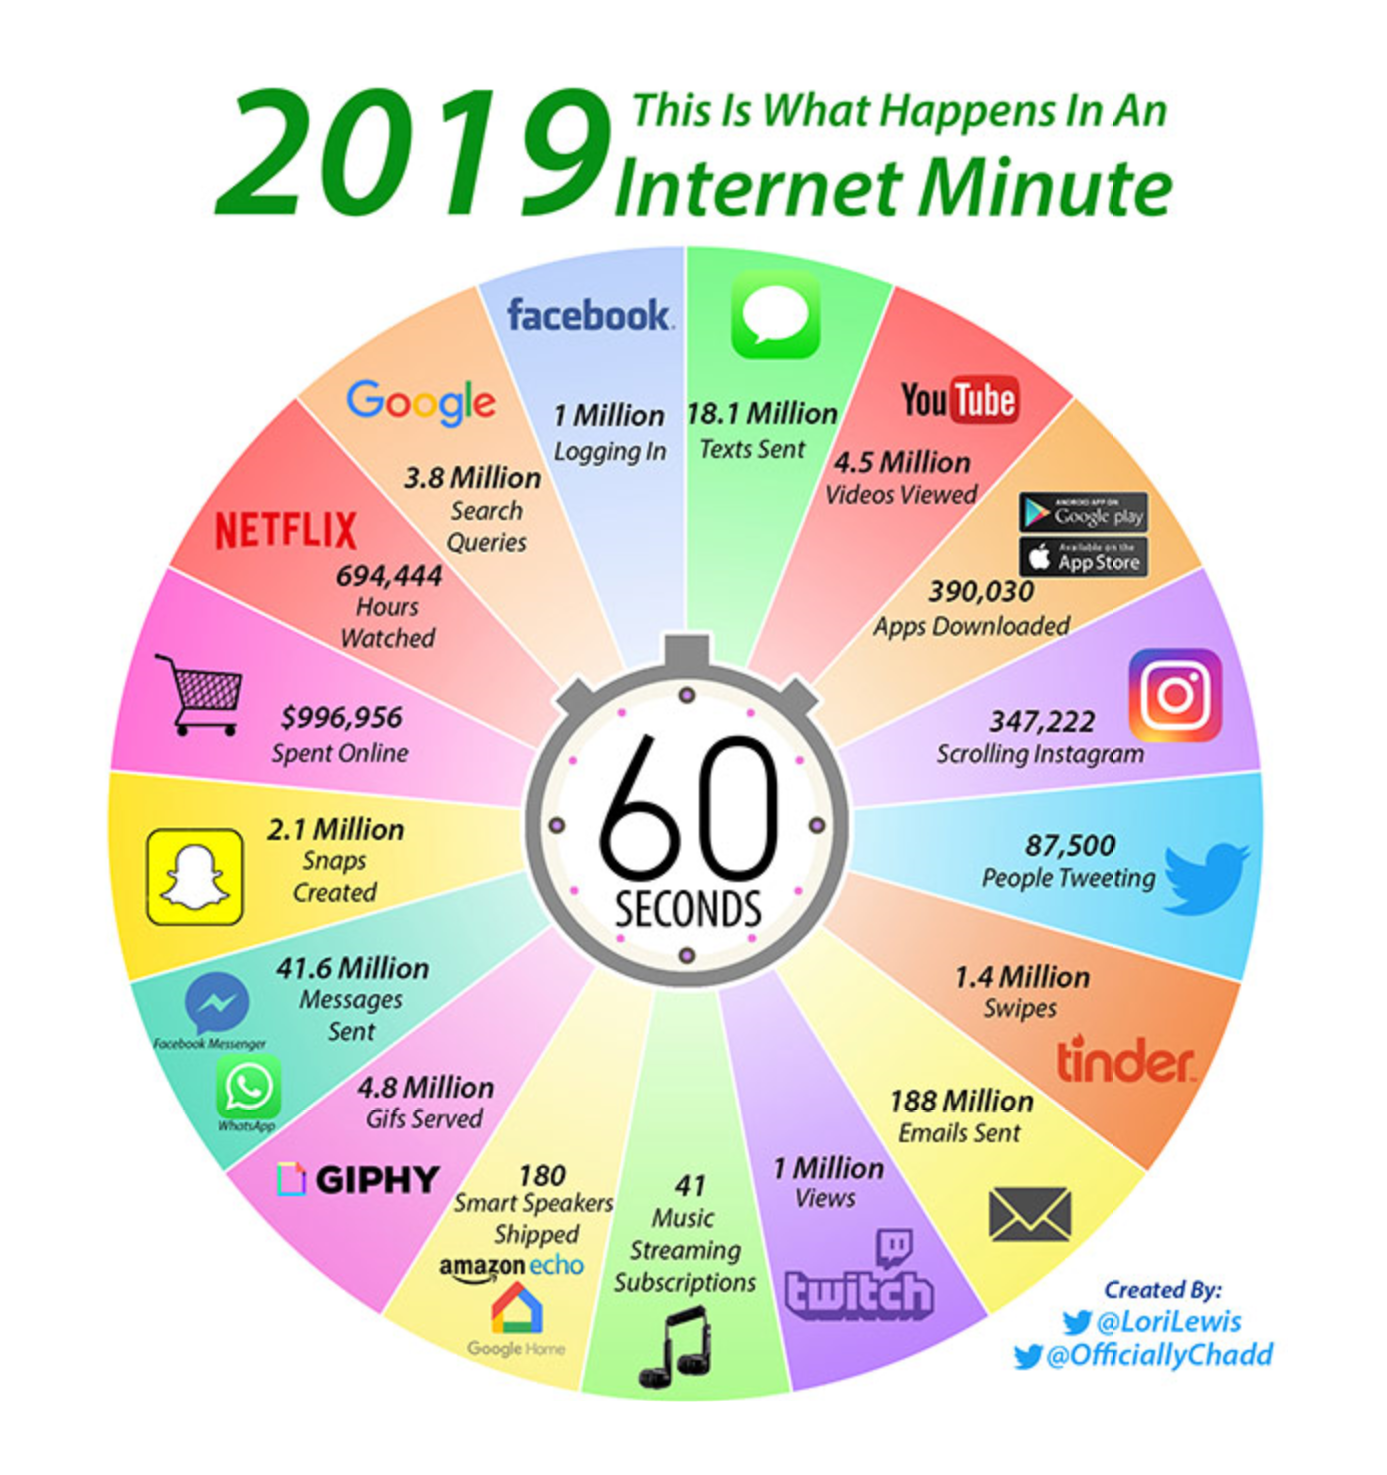 2019
This Is What Happens In An
Internet Minute
facebook.
1 Million
Logging In
18.1 Million
Texts Sent
YouTube
4.5 Million
Videos Viewed
ANDROID APP ON
Google play
Available on the
App Store
390,030
Apps Downloaded
347,222
Scrolling Instagram
87,500
People Tweeting
1.4 Million
Swipes
tinder
188 Million
Emails Sent
1 Million
Views
twitch
41
Music
Streaming
Subscriptions
180
Smart Speakers
Shipped
amazon echo
Google Home
4.8 Million
Gifs Served
GIPHY
41.6 Million
Messages
Sent
Facebook Messenger
WhatsApp
2.1 Million
Snaps
Created
$996,956
Spent Online
NETFLIX
694,444
Hours
Watched
Google
3.8 Million
Search
Queries
60
SECONDS
Created By:
@LoriLewis
@OfficiallyChadd